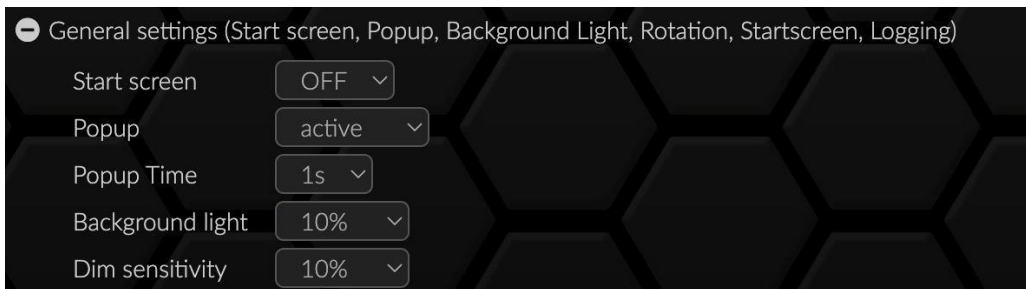 General settings (Start screen, Popup, Background Light, Rotation, Startscreen, Logging)
Start screen OFF
Popup active
Popup Time 1s
Background light 10%
Dim sensitivity 10%